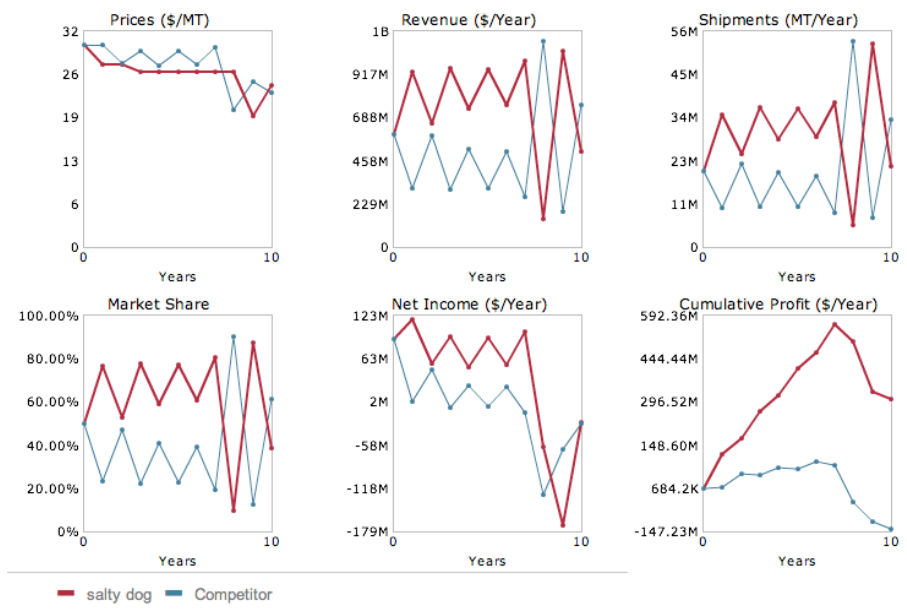 Prices ($/MT)
32
26
19
13
6
0
0 10
Years
Revenue ($/Year)
1B
917M
688M
458M
229M
0
0 10
Years
Shipments (MT/Year)
56M
45M
34M
23M
11M
0
0 10
Years
Market Share
100.00%
80.00%
60.00%
40.00%
20.00%
0%
0 10
Years
Net Income ($/Year)
123M
63M
2M
-58M
-118M
-179M
0 10
Years
Cumulative Profit ($/Year)
592.36M
444.44M
296.52M
148.60M
684.2K
-147.23M
0 10
Years
salty dog Competitor